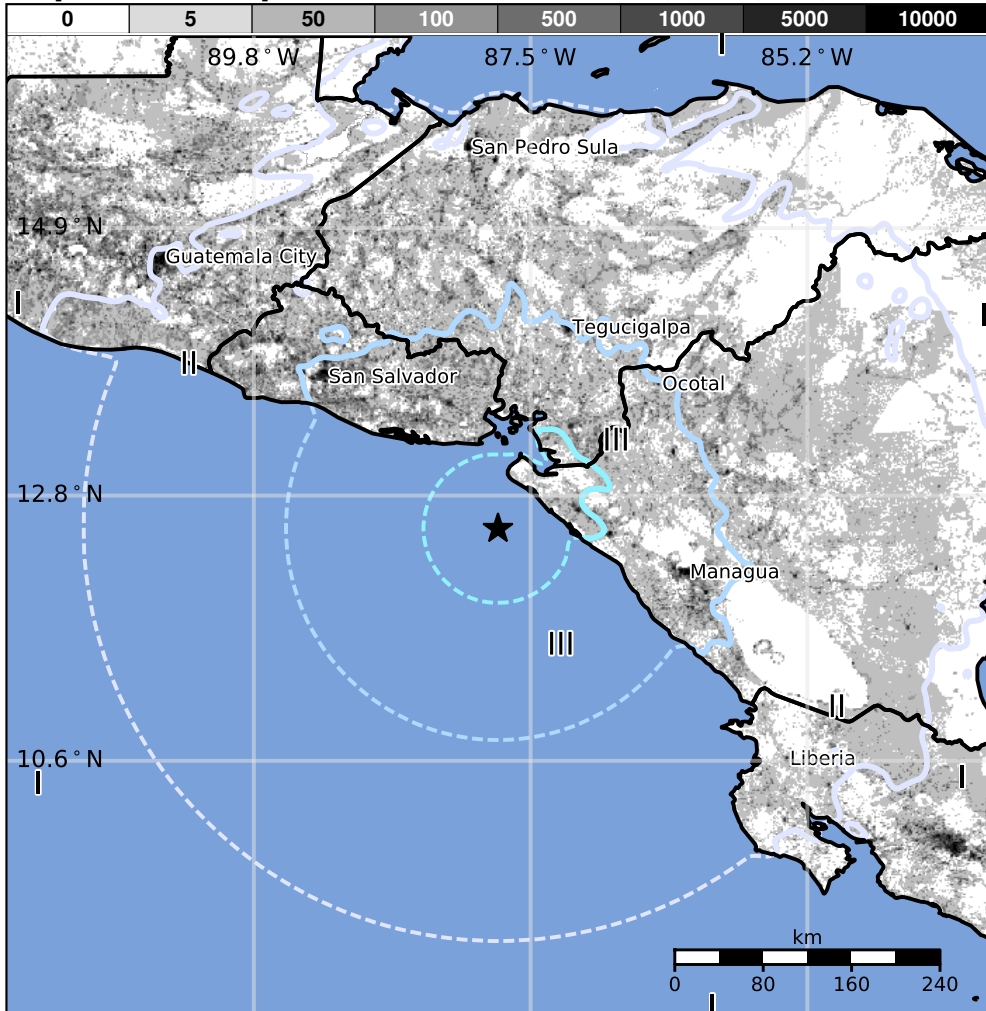 0 5 50 100 500 1000 5000 10000
89.8°W 87.5°W 85.2°W
I
San Pedro Sula
14.9°N
Guatemala City
I
Tegucigalpa
II
San Salvador
Ocotal
III
12.8°N
Managua
III
II
10.6°N
Liberia
I
I
km
0 80 160 240
I